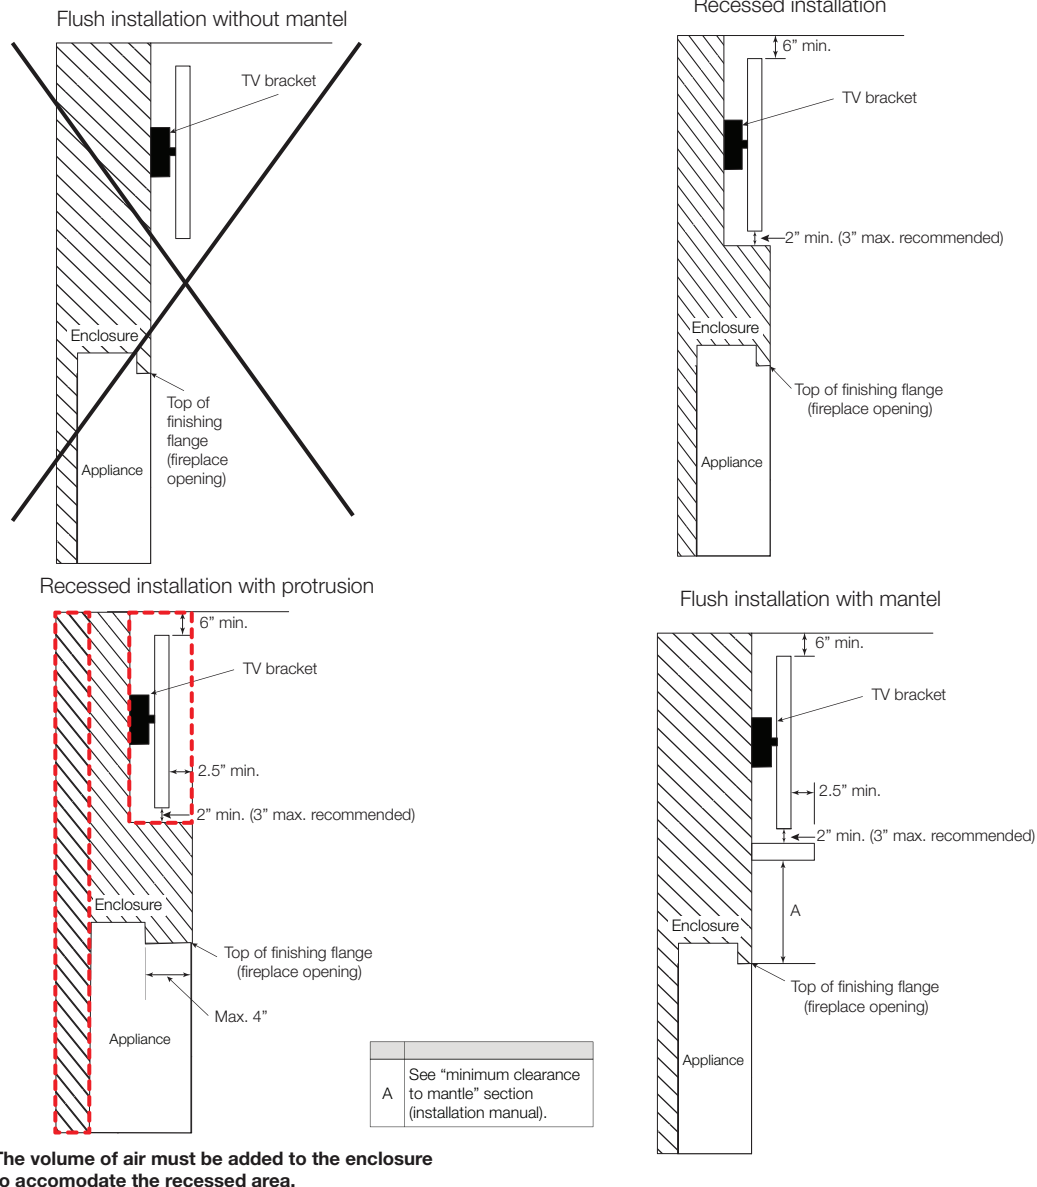 Flush installation without mantel
TV bracket
Enclosure
Top of
finishing
flange
(fireplace
opening)
Appliance
Recessed installation
6” min.
TV bracket
2” min. (3” max. recommended)
Enclosure
Top of finishing flange
(fireplace opening)
Appliance
Recessed installation with protrusion
6” min.
TV bracket
2.5” min.
2” min. (3” max. recommended)
Enclosure
Top of finishing flange
(fireplace opening)
Max. 4”
Appliance
Flush installation with mantel
6” min.
TV bracket
2.5” min.
2” min. (3” max. recommended)
A
Enclosure
Top of finishing flange
(fireplace opening)
Appliance
A
See “minimum clearance
to mantle” section
(installation manual).
The volume of air must be added to the enclosure
to accomodate the recessed area.